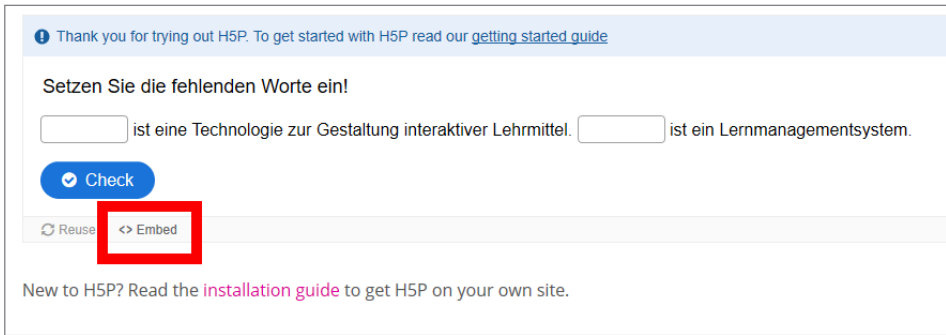 Thank you for trying out H5P. To get started with H5P read our getting started guide
Setzen Sie die fehlenden Worte ein!
ist eine Technologie zur Gestaltung interaktiver Lehrmittel. ist ein Lernmanagementsystem.
Check
Reuse <> Embed
New to H5P? Read the installation guide to get H5P on your own site.